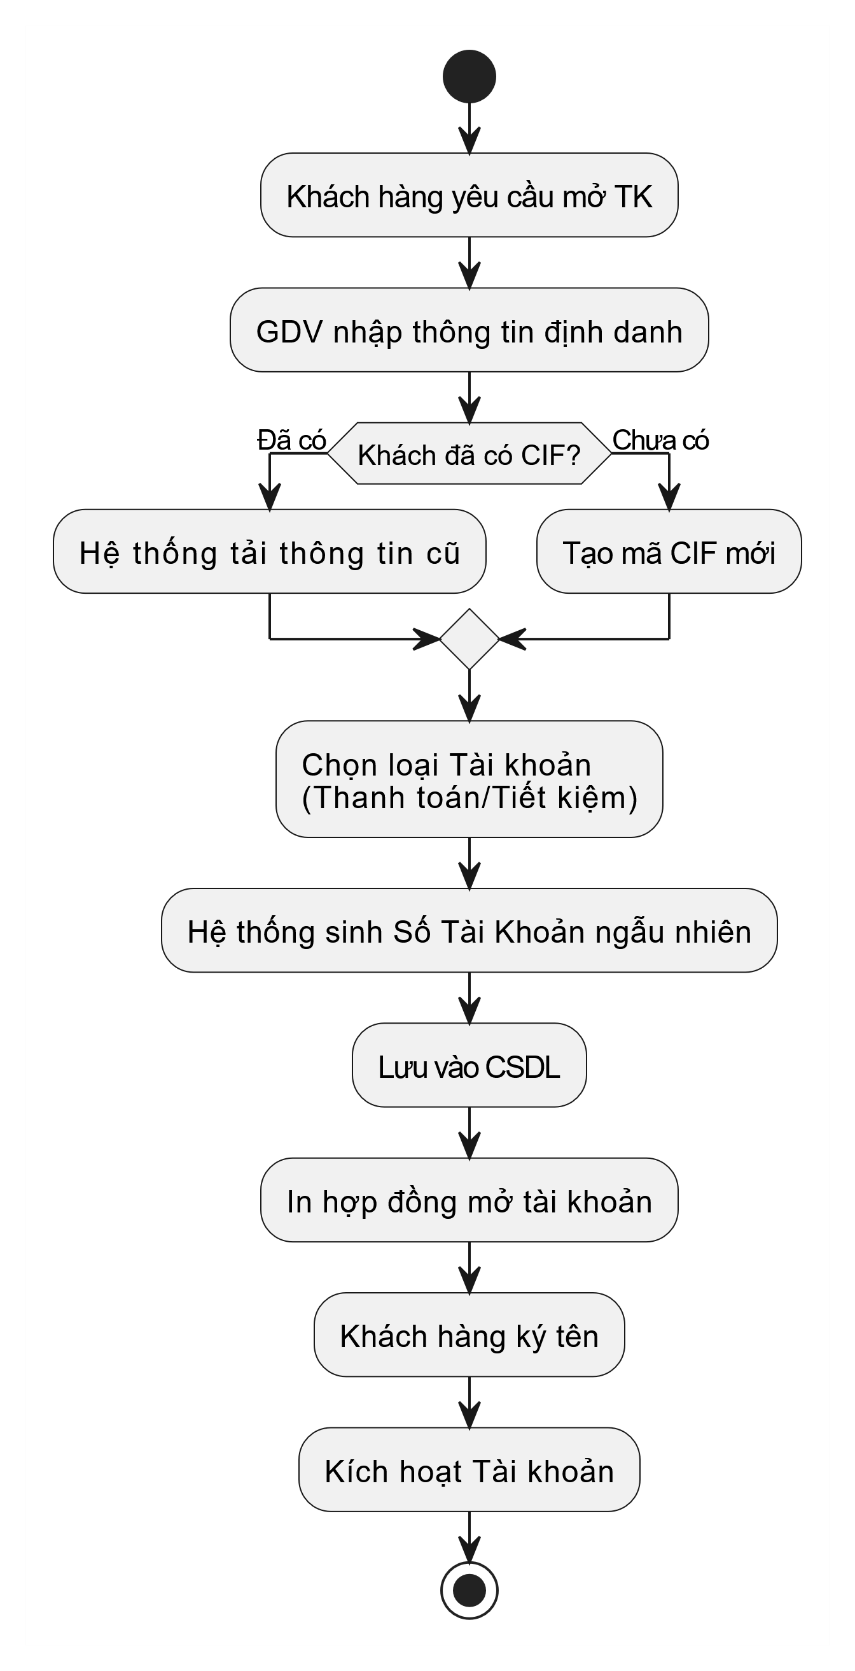 Khách hàng yêu cầu mở TK
GDV nhập thông tin định danh
Đã có
Khách đã có CIF?
Chưa có
Hệ thống tải thông tin cũ
Tạo mã CIF mới
Chọn loại Tài khoản
(Thanh toán/Tiết kiệm)
Hệ thống sinh Số Tài Khoản ngẫu nhiên
Lưu vào CSDL
In hợp đồng mở tài khoản
Khách hàng ký tên
Kích hoạt Tài khoản